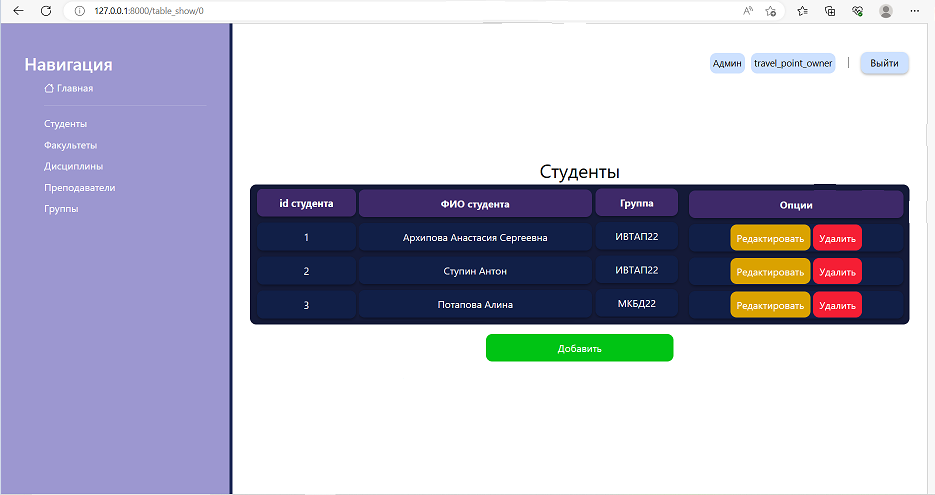 127.0.0.1:8000/table_show/0
Навигация
Главная
Студенты
Факультеты
Дисциплины
Преподаватели
Группы
Админ travel_point_owner | Выйти
Студенты
id студента ФИО студента Группа Опции
1 Архипова Анастасия Сергеевна ИВТАП22 Редактировать Удалить
2 Ступин Антон ИВТАП22 Редактировать Удалить
3 Потапова Алина МКБД22 Редактировать Удалить
Добавить